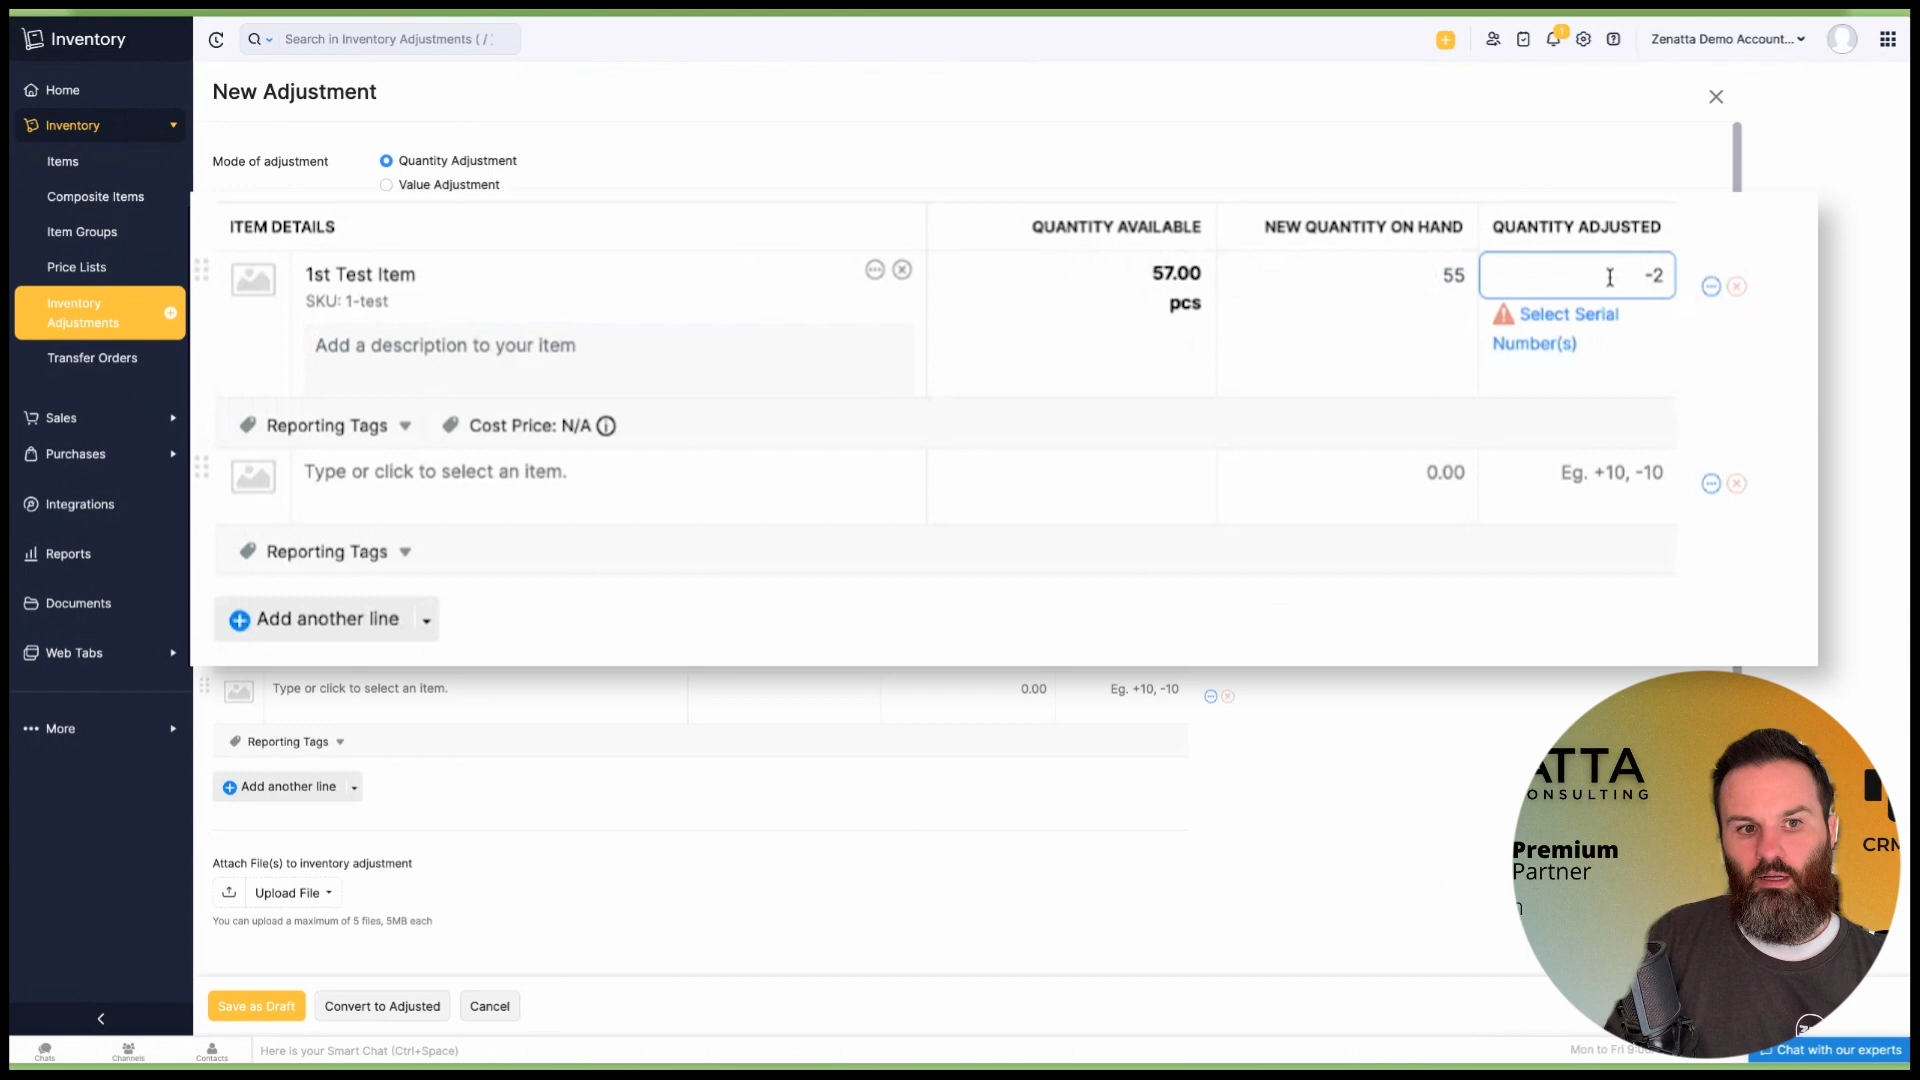 Inventory
Search in Inventory Adjustments ( / )
1
Zenatta Demo Account...
Home
Inventory
Items
Composite Items
Item Groups
Price Lists
Inventory
Adjustments
Transfer Orders
Sales
Purchases
Integrations
Reports
Documents
Web Tabs
More
New Adjustment
Mode of adjustment
Quantity Adjustment
Value Adjustment
ITEM DETAILS
QUANTITY AVAILABLE
NEW QUANTITY ON HAND
QUANTITY ADJUSTED
1st Test Item
SKU: 1-test
57.00
pcs
55
-2
Select Serial
Number(s)
Add a description to your item
Reporting Tags
Cost Price: N/A
Type or click to select an item.
0.00
Eg. +10, -10
Reporting Tags
Add another line
Type or click to select an item.
0.00
Eg. +10, -10
Reporting Tags
Add another line
Attach File(s) to inventory adjustment
Upload File
You can upload a maximum of 5 files, 5MB each
Save as Draft
Convert to Adjusted
Cancel
Chats
Channels
Contacts
Here is your Smart Chat (Ctrl+Space)
ATTA
ONSULTING
Premium
Partner
CRM
Mon to Fri
Chat with our experts